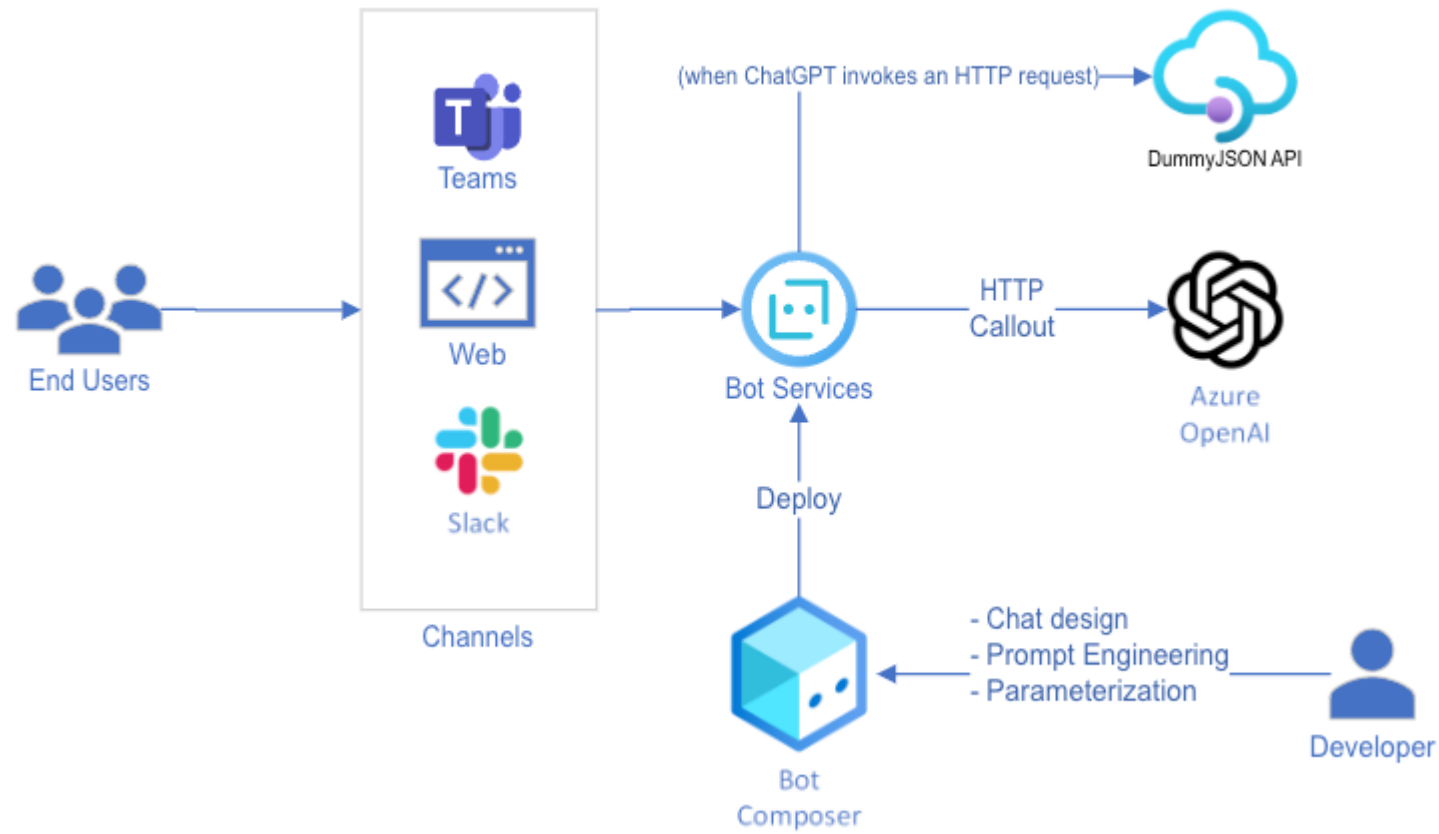 (when ChatGPT invokes an HTTP request)
DummyJSON API
T
Teams
</>
Web
Slack
Channels
End Users
HTTP
Callout
Bot Services
Azure
OpenAI
Deploy
- Chat design
- Prompt Engineering
- Parameterization
Developer
Bot
Composer